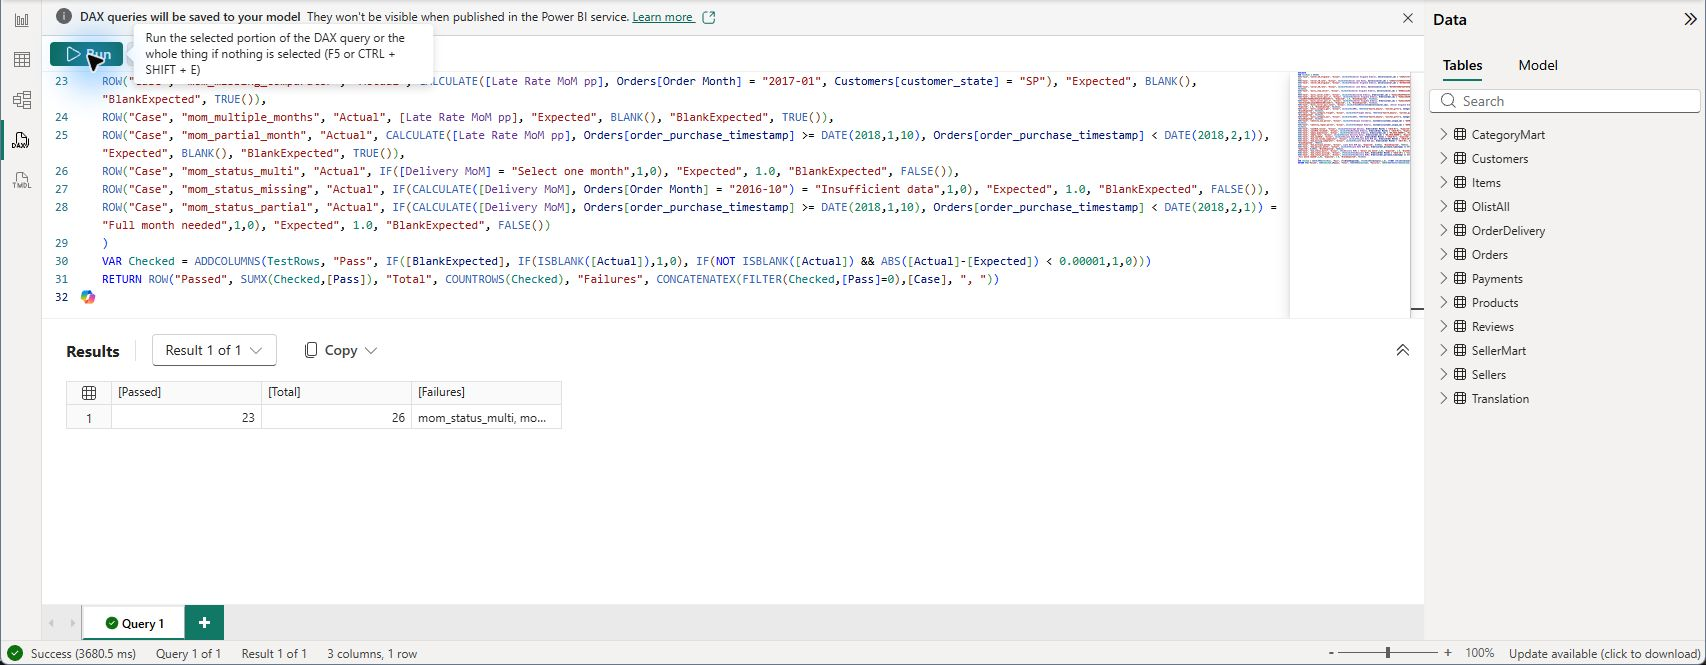 DAX queries will be saved to your model They won't be visible when published in the Power BI service. Learn more
Run
Run the selected portion of the DAX query or the
whole thing if nothing is selected (F5 or CTRL +
SHIFT + E)
23 ROW("Case", CALCULATE([Late Rate MoM pp], Orders[Order Month] = "2017-01", Customers[customer_state] = "SP"), "Expected", BLANK(),
"BlankExpected", TRUE()),
24 ROW("Case", "mom_multiple_months", "Actual", [Late Rate MoM pp], "Expected", BLANK(), "BlankExpected", TRUE()),
25 ROW("Case", "mom_partial_month", "Actual", CALCULATE([Late Rate MoM pp], Orders[order_purchase_timestamp] >= DATE(2018,1,10), Orders[order_purchase_timestamp] < DATE(2018,2,1)),
"Expected", BLANK(), "BlankExpected", TRUE()),
26 ROW("Case", "mom_status_multi", "Actual", IF([Delivery MoM] = "Select one month",1,0), "Expected", 1.0, "BlankExpected", FALSE()),
27 ROW("Case", "mom_status_missing", "Actual", IF(CALCULATE([Delivery MoM], Orders[Order Month] = "2016-10") = "Insufficient data",1,0), "Expected", 1.0, "BlankExpected", FALSE()),
28 ROW("Case", "mom_status_partial", "Actual", IF(CALCULATE([Delivery MoM], Orders[order_purchase_timestamp] >= DATE(2018,1,10), Orders[order_purchase_timestamp] < DATE(2018,2,1)) =
"Full month needed",1,0), "Expected", 1.0, "BlankExpected", FALSE())
29 )
30 VAR Checked = ADDCOLUMNS(TestRows, "Pass", IF([BlankExpected], IF(ISBLANK([Actual]),1,0), IF(NOT ISBLANK([Actual]) && ABS([Actual]-[Expected]) < 0.00001,1,0)))
31 RETURN ROW("Passed", SUMX(Checked,[Pass]), "Total", COUNTROWS(Checked), "Failures", CONCATENATEX(FILTER(Checked,[Pass]=0),[Case], ", "))
32
Results
Result 1 of 1
Copy
[Passed] [Total] [Failures]
1 23 26 mom_status_multi, mo...
Query 1
+
Success (3680.5 ms) Query 1 of 1 Result 1 of 1 3 columns, 1 row
- + 100% Update available (click to download)
DAX
TMDL
Data
Tables Model
Search
CategoryMart
Customers
Items
OlistAll
OrderDelivery
Orders
Payments
Products
Reviews
SellerMart
Sellers
Translation